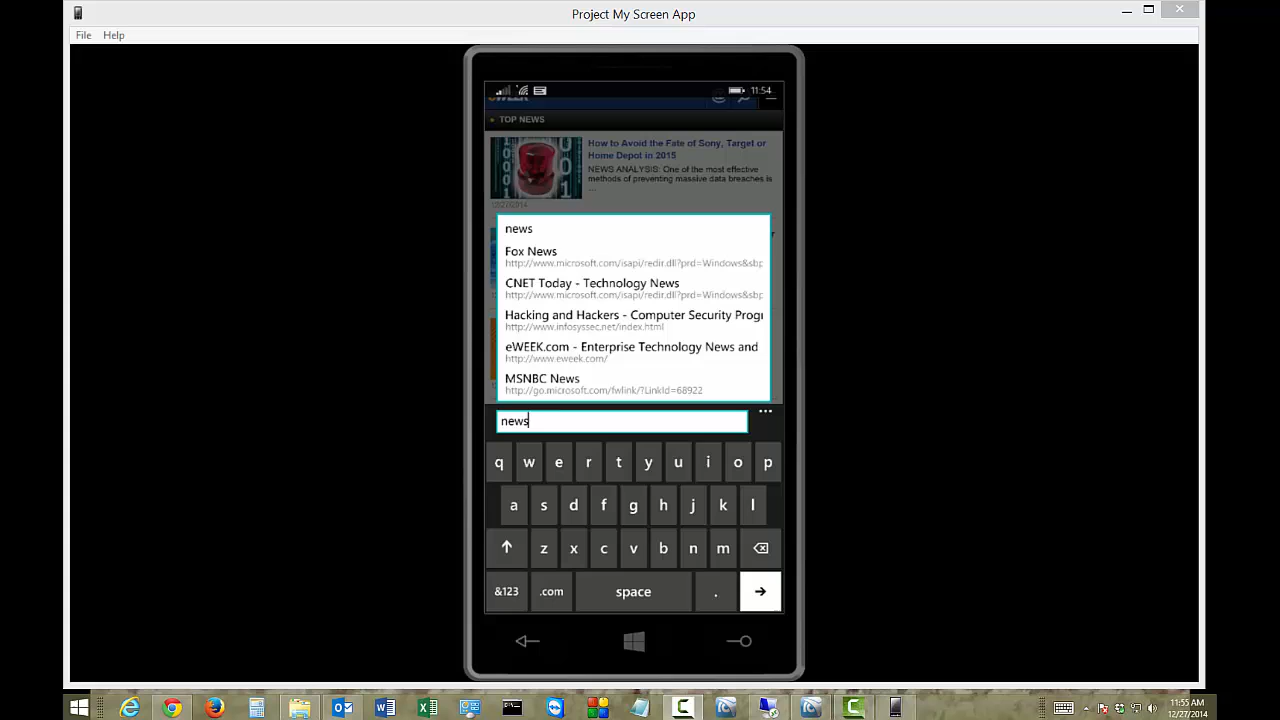 Project My Screen App
File Help
11:54
TOP NEWS
How to Avoid the Fate of Sony, Target or
Home Depot in 2015
NEWS ANALYSIS: One of the most effective
methods of preventing massive data breaches is
...
12/27/2014
news
Fox News
http://www.microsoft.com/isapi/redir.dll?prd=Windows&sbp
CNET Today - Technology News
http://www.microsoft.com/isapi/redir.dll?prd=Windows&sbp
Hacking and Hackers - Computer Security Progr
http://www.infosyssec.net/index.html
eWEEK.com - Enterprise Technology News and
http://www.eweek.com/
MSNBC News
http://go.microsoft.com/fwlink/?LinkId=68922
news
q w e r t y u i o p
a s d f g h j k l
z x c v b n m
&123 .com space .
11:55 AM
12/27/2014